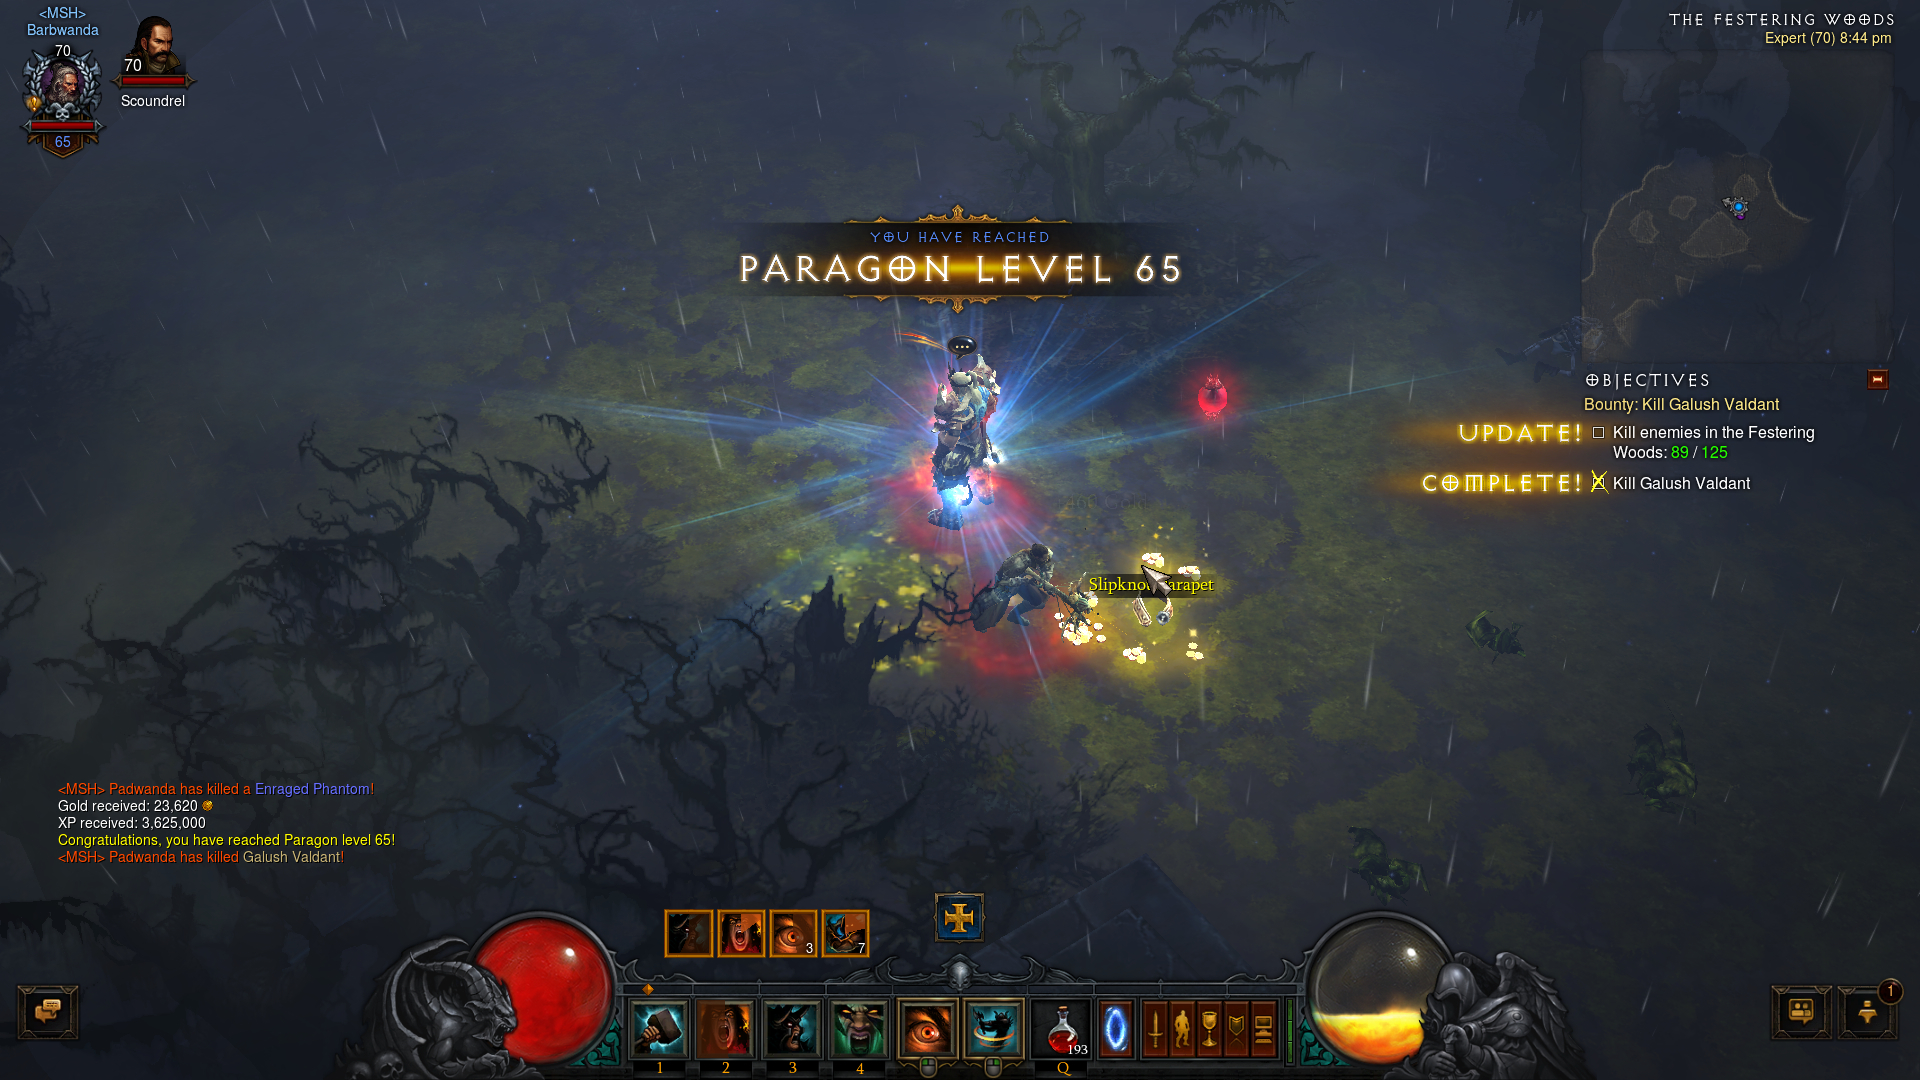 <MSH>
Barbwanda
70
70
Scoundrel
65
THE FESTERING WOODS
Expert (70) 8:44 pm
YOU HAVE REACHED
PARAGON LEVEL 65
OBJECTIVES
Bounty: Kill Galush Valdant
UPDATE!
Kill enemies in the Festering
Woods: 89 / 125
COMPLETE!
Kill Galush Valdant
<MSH> Padwanda has killed a Enraged Phantom!
Gold received: 23,620
XP received: 3,625,000
Congratulations, you have reached Paragon level 65!
<MSH> Padwanda has killed Galush Valdant!
3
7
193
1
1 2 3 4 Q